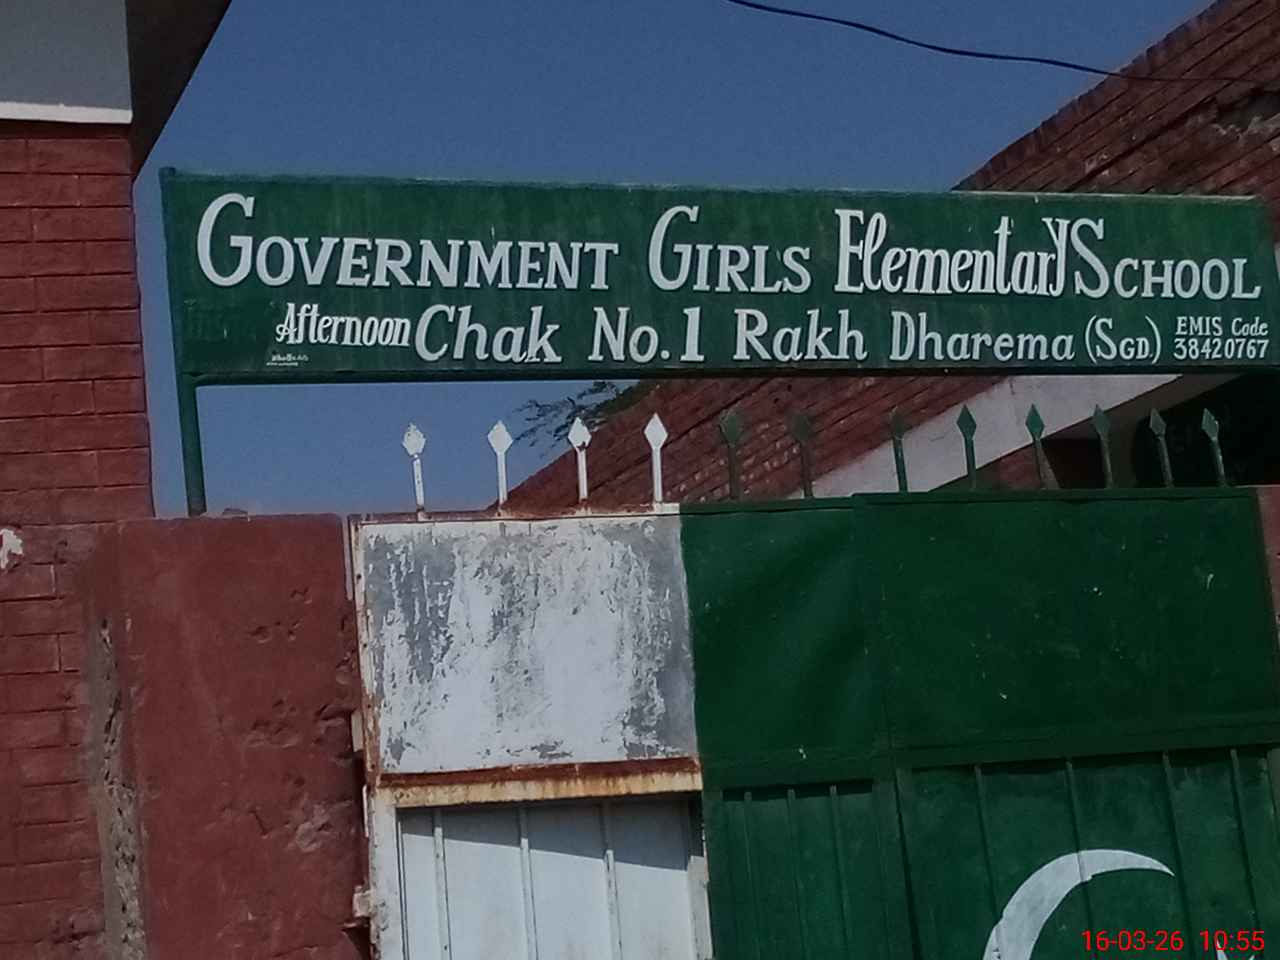 GOVERNMENT GIRLS ElementarY SCHOOL
Afternoon Chak No.1 Rakh Dharema (SGD.)
EMIS Code
38420767
16-03-26 10:55